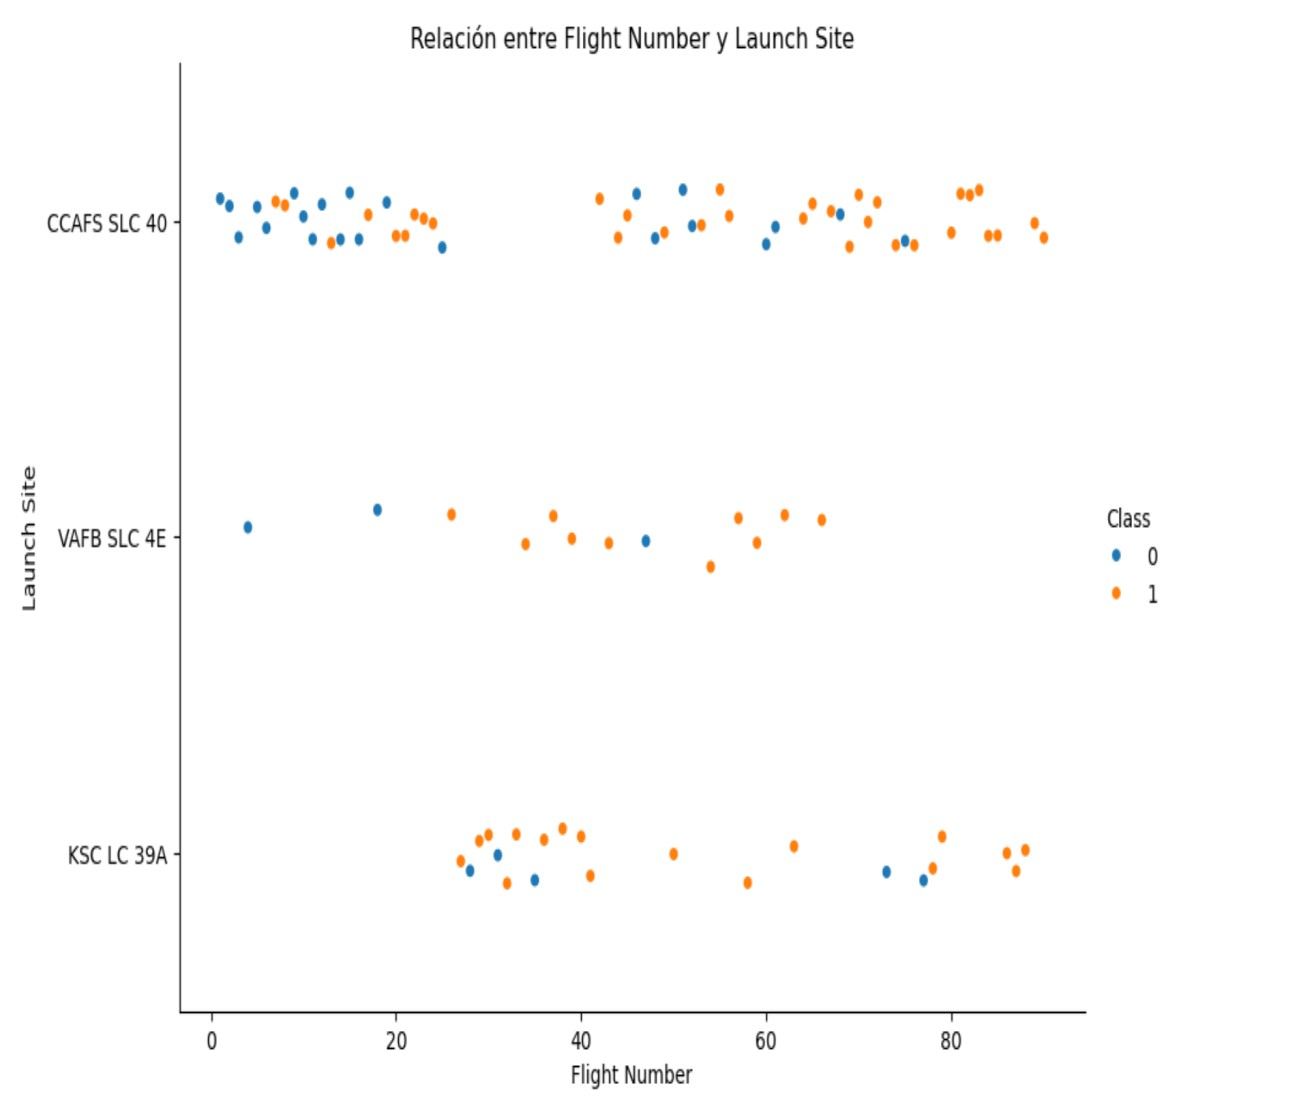 Relación entre Flight Number y Launch Site
CCAFS SLC 40
VAFB SLC 4E
KSC LC 39A
Launch Site
0 20 40 60 80
Flight Number
Class
0
1